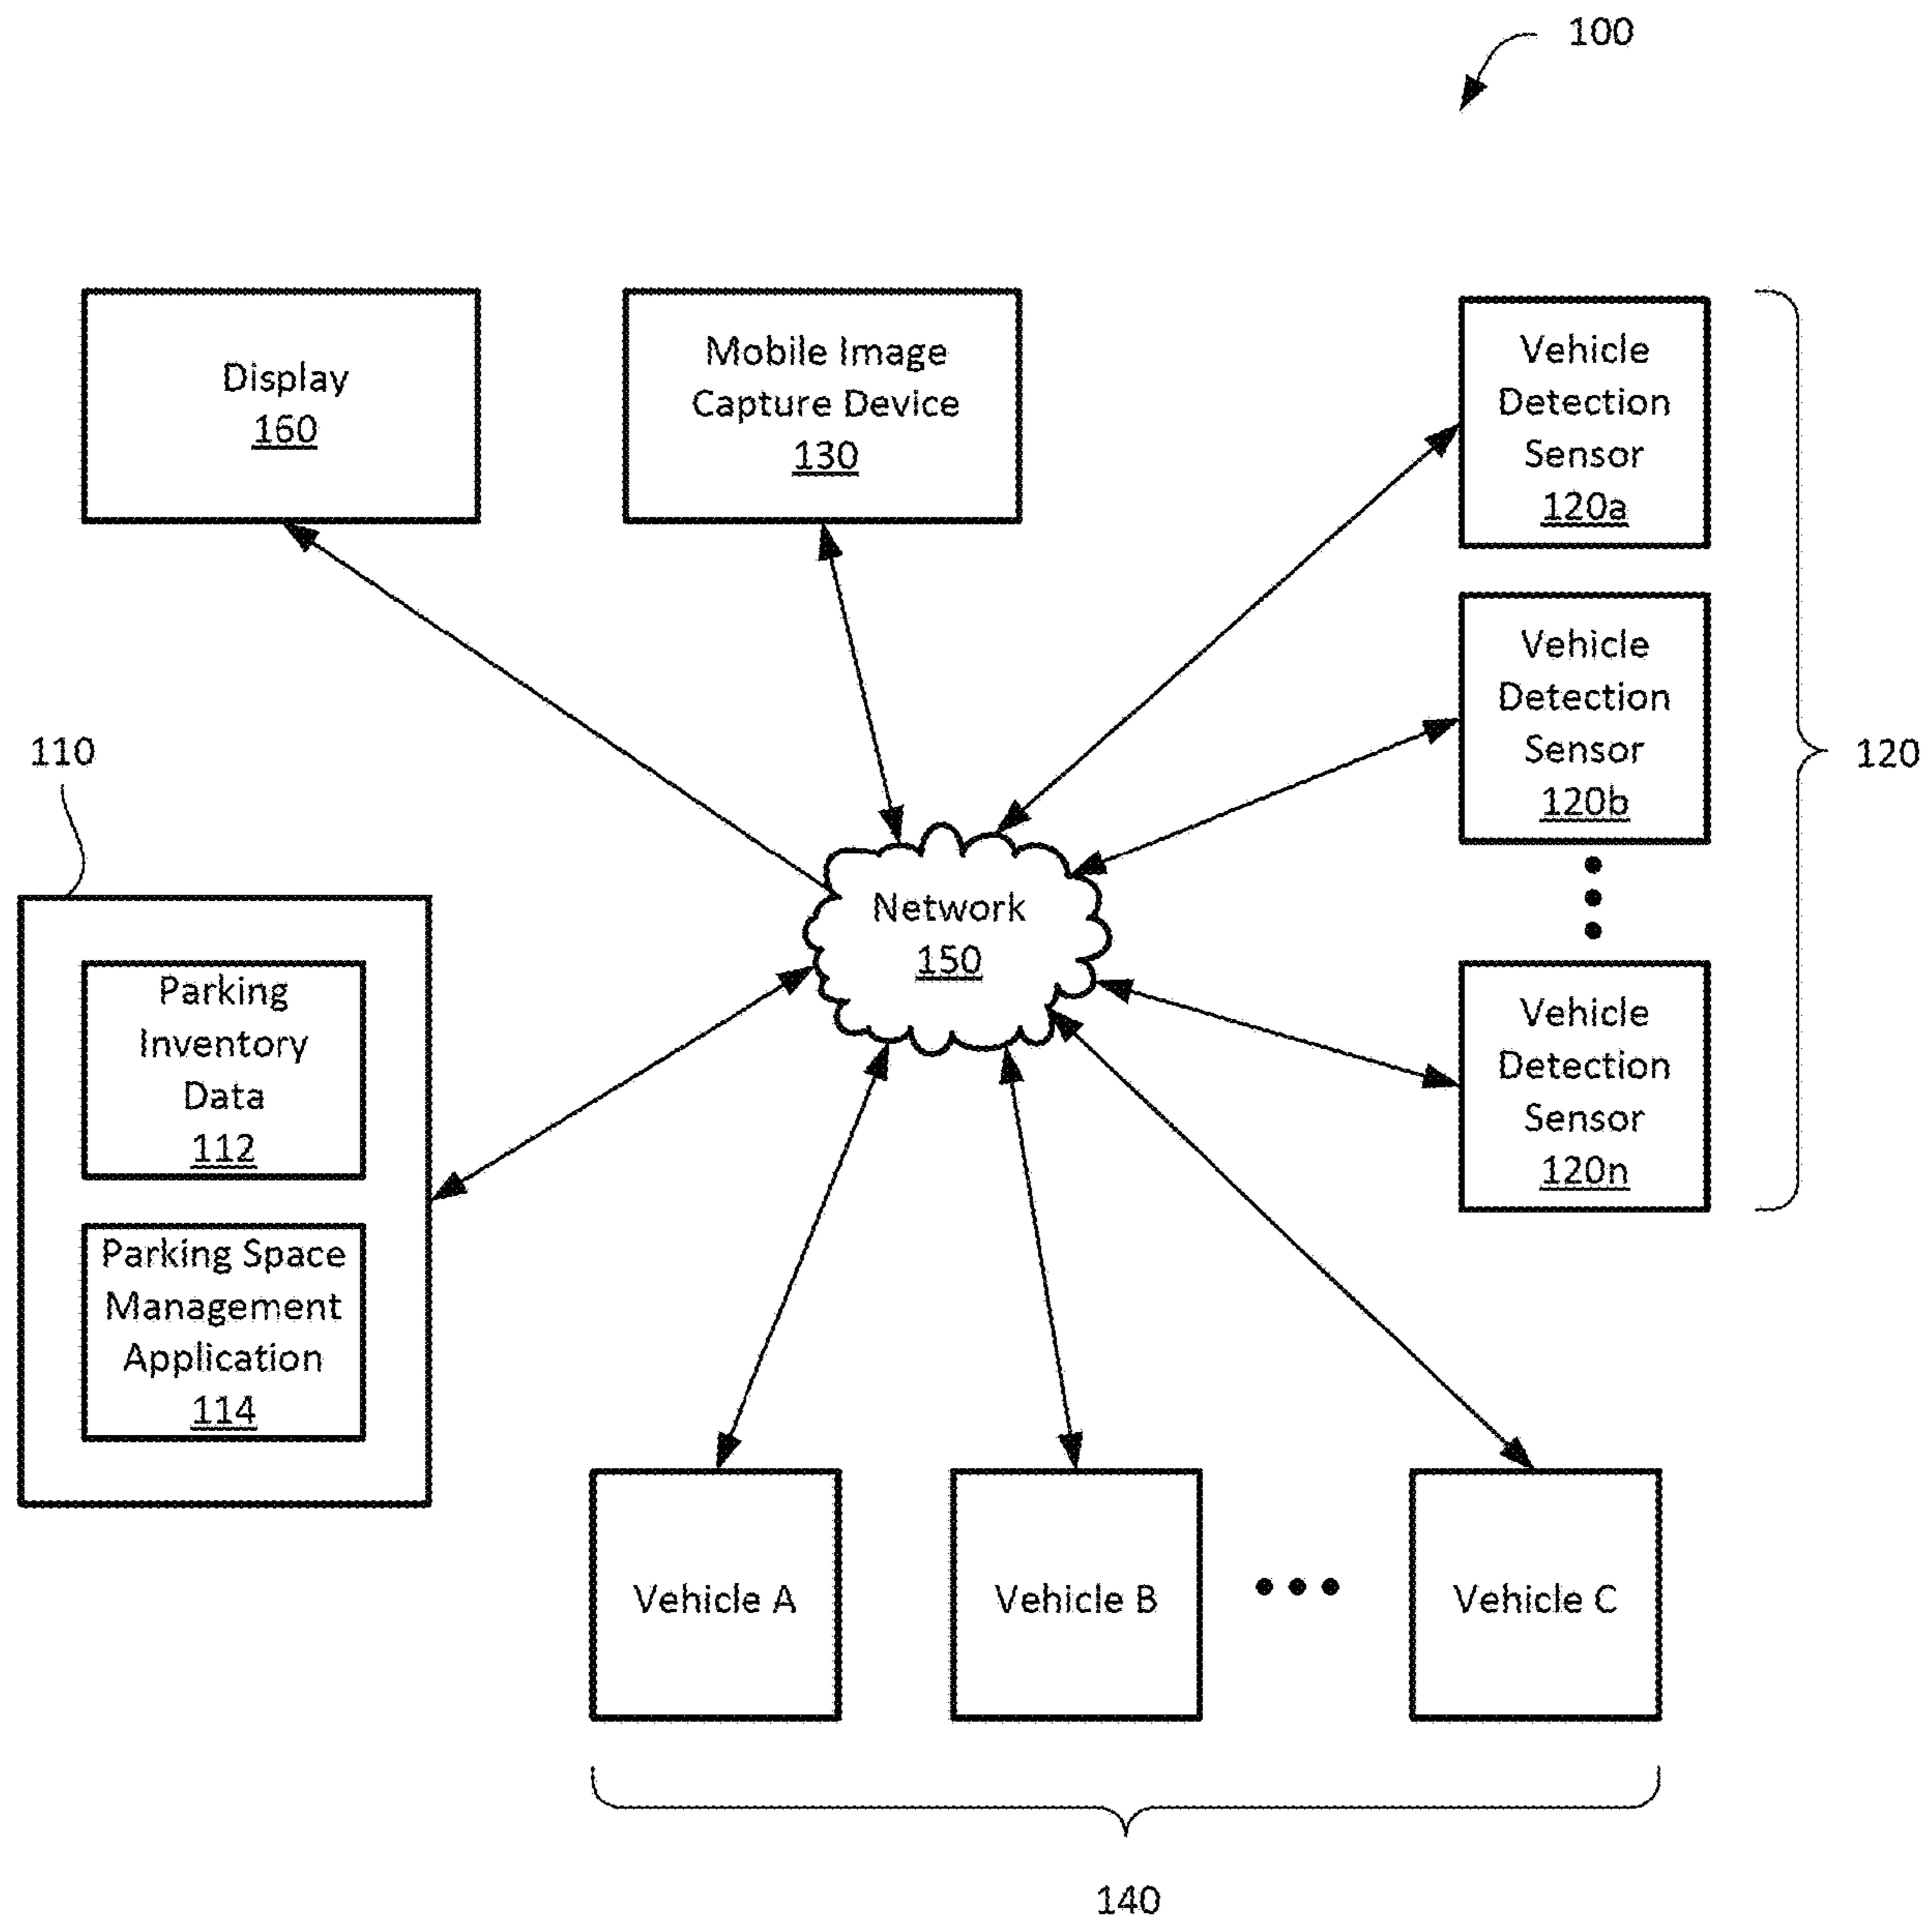 100
Display
160
Mobile Image
Capture Device
130
Vehicle
Detection
Sensor
120a
Vehicle
Detection
Sensor
120b
120
110
Network
150
Parking
Inventory
Data
112
Vehicle
Detection
Sensor
120n
Parking Space
Management
Application
114
Vehicle A
Vehicle B
Vehicle C
140